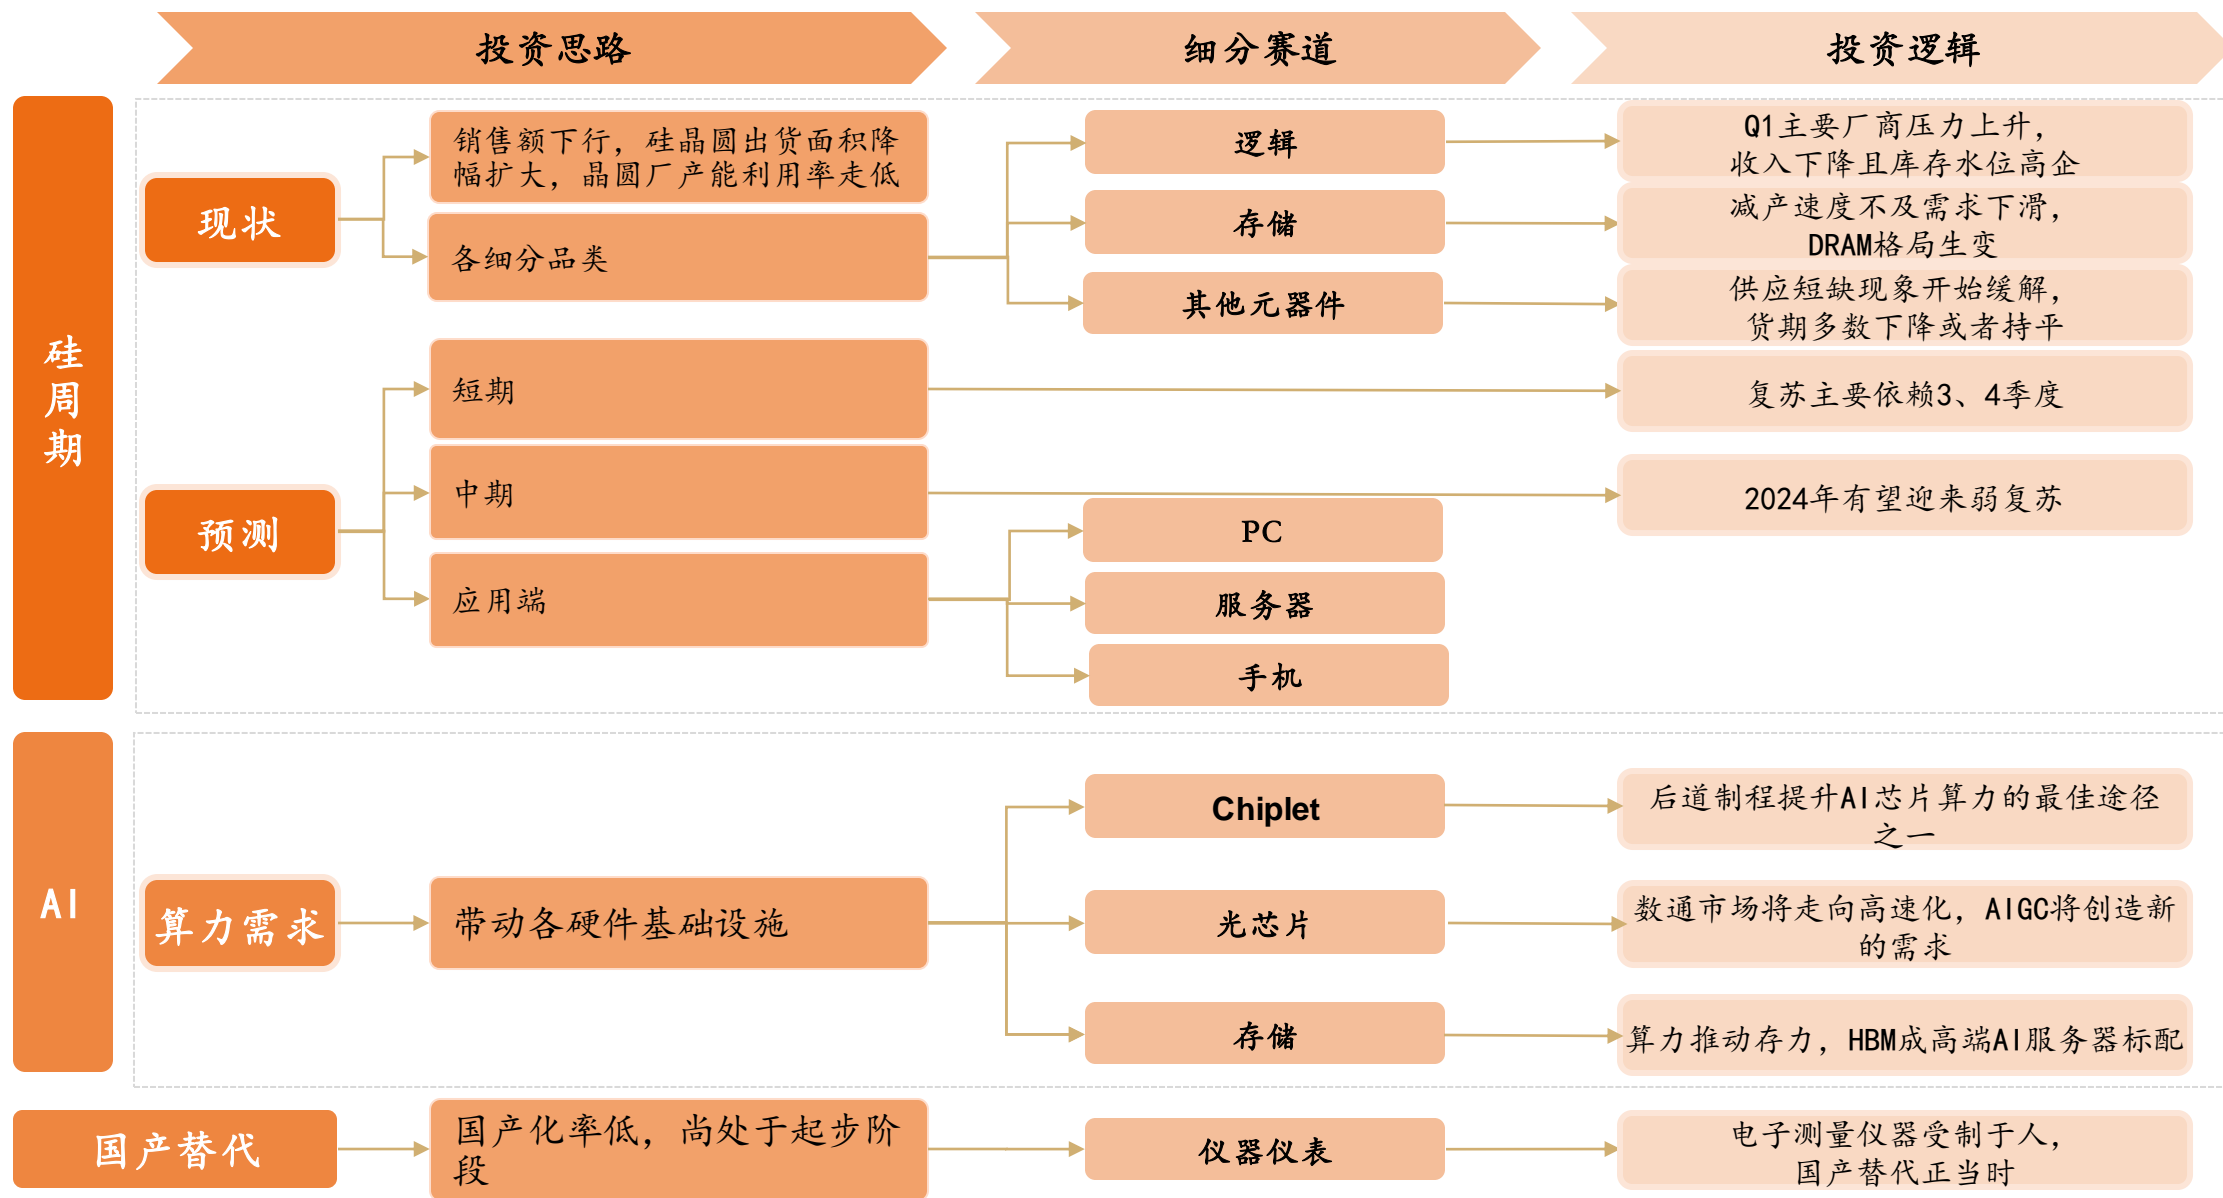 投资思路
细分赛道
投资逻辑
硅
周
期
现状
销售额下行，硅晶圆出货面积降
幅扩大，晶圆厂产能利用率走低
各细分品类
逻辑
Q1主要厂商压力上升，
收入下降且库存水位高企
存储
减产速度不及需求下滑，
DRAM格局生变
其他元器件
供应短缺现象开始缓解，
货期多数下降或者持平
预测
短期
复苏主要依赖3、4季度
中期
2024年有望迎来弱复苏
应用端
PC
服务器
手机
AI
算力需求
带动各硬件基础设施
Chiplet
后道制程提升AI芯片算力的最佳途径
之一
光芯片
数通市场将走向高速化，AIGC将创造新
的需求
存储
算力推动存力，HBM成高端AI服务器标配
国产替代
国产化率低，尚处于起步阶
段
仪器仪表
电子测量仪器受制于人，
国产替代正当时